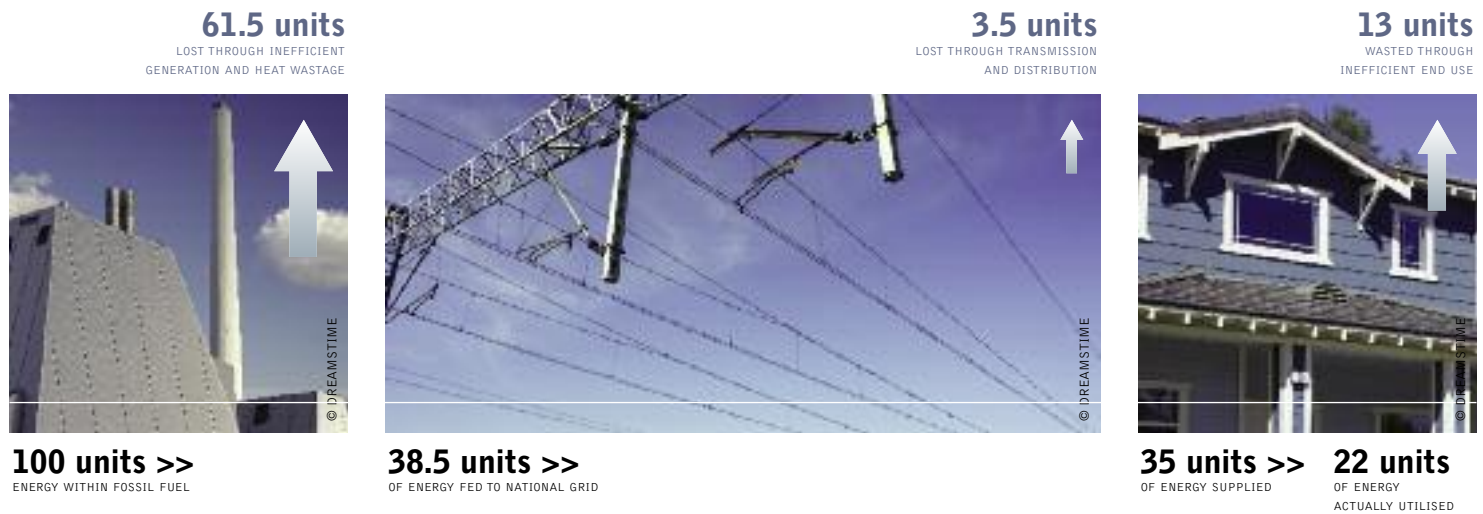 61.5 units
LOST THROUGH INEFFICIENT
GENERATION AND HEAT WASTAGE
3.5 units
LOST THROUGH TRANSMISSION
AND DISTRIBUTION
13 units
WASTED THROUGH
INEFFICIENT END USE
© DREAMSTIME
© DREAMSTIME
© DREAMSTIME
100 units >>
ENERGY WITHIN FOSSIL FUEL
38.5 units >>
OF ENERGY FED TO NATIONAL GRID
35 units >>
OF ENERGY SUPPLIED
22 units
OF ENERGY
ACTUALLY UTILISED